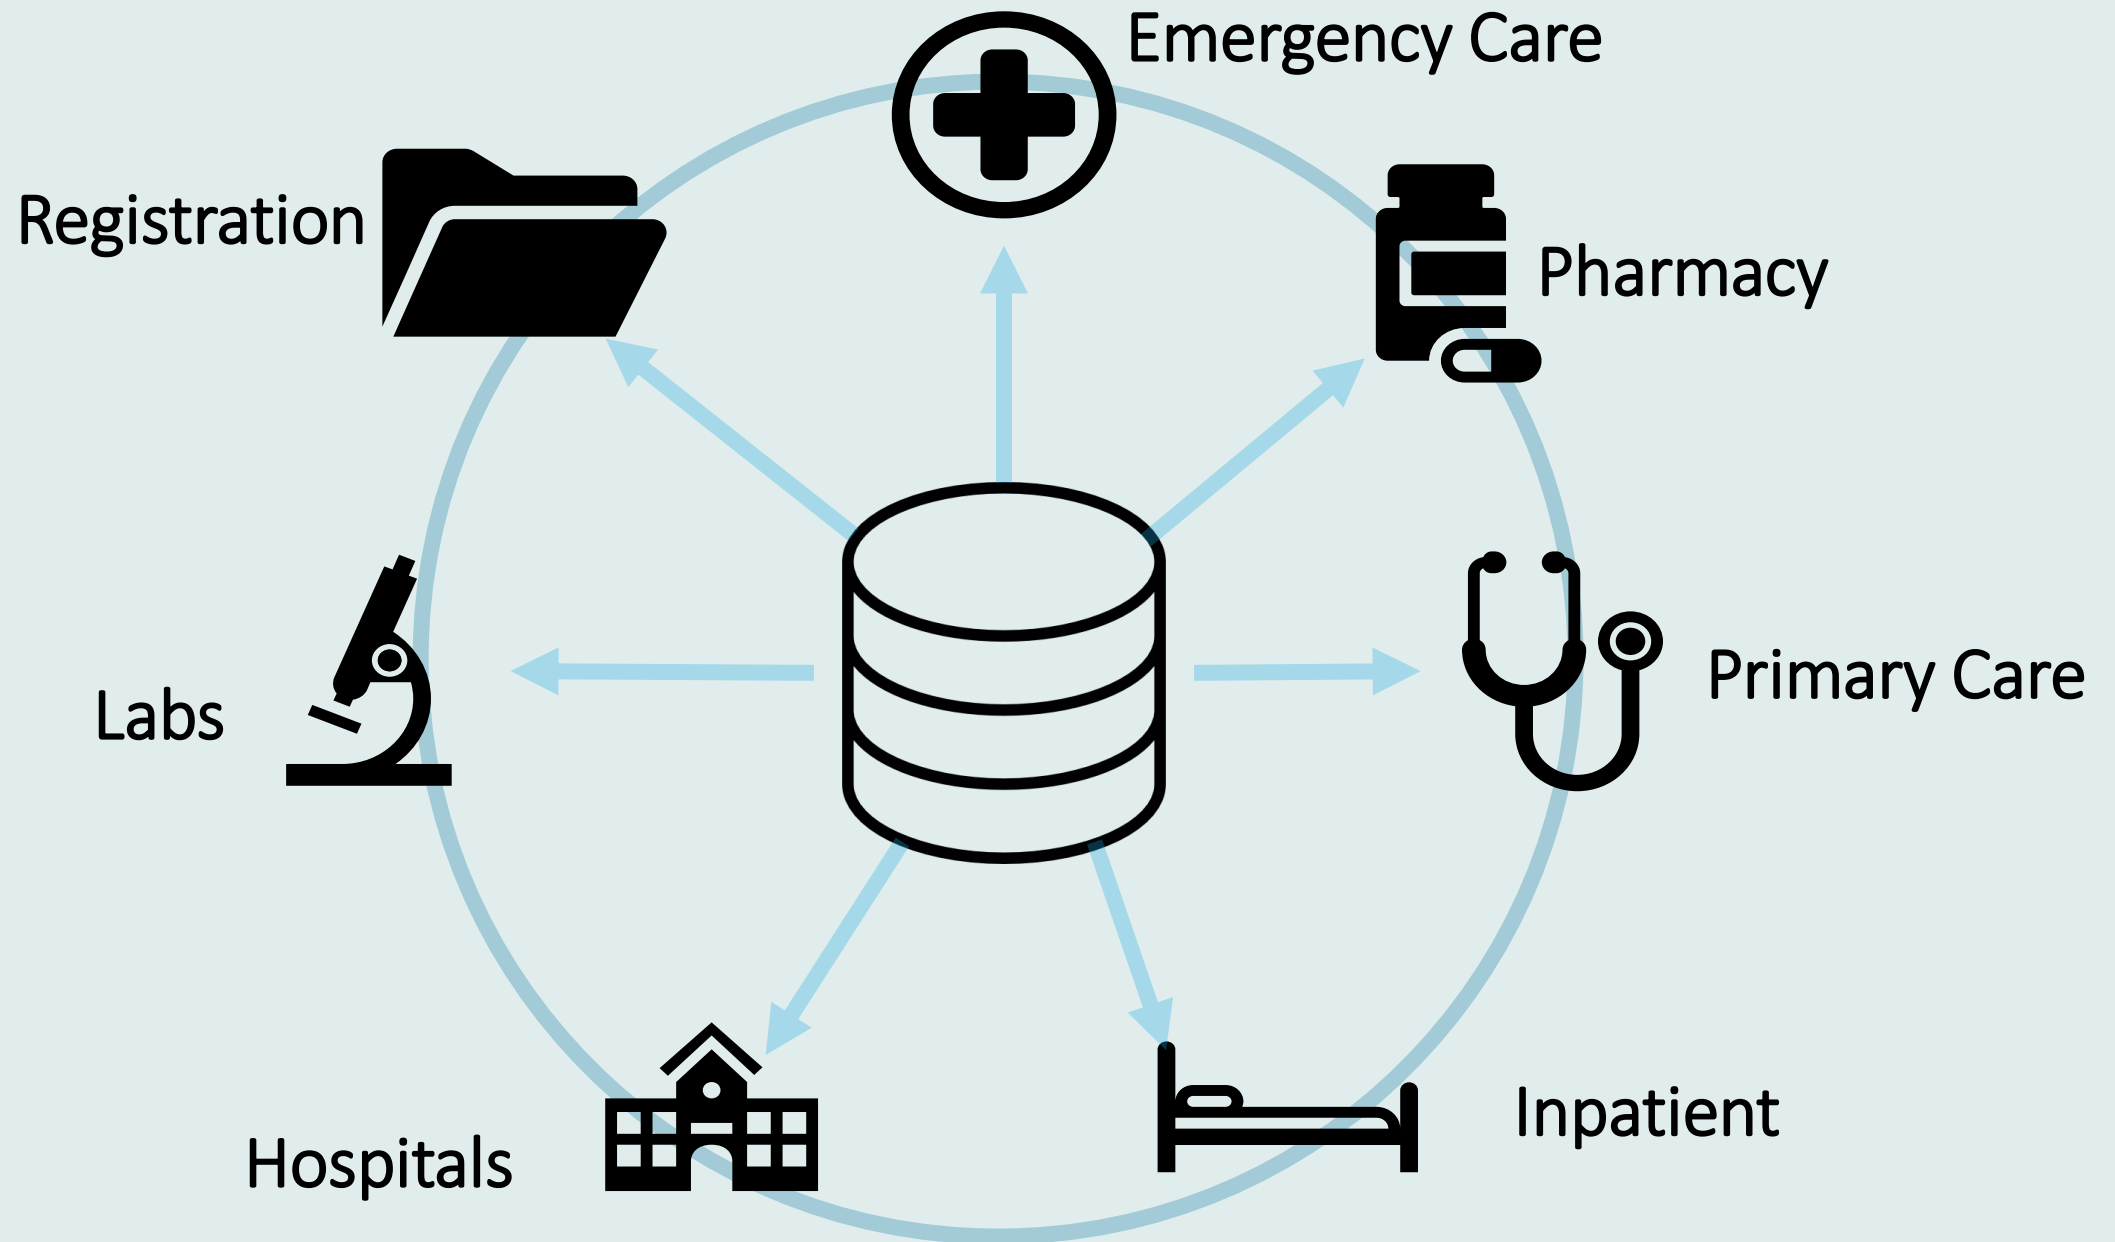 Emergency Care
Registration
Pharmacy
Primary Care
Labs
Inpatient
Hospitals